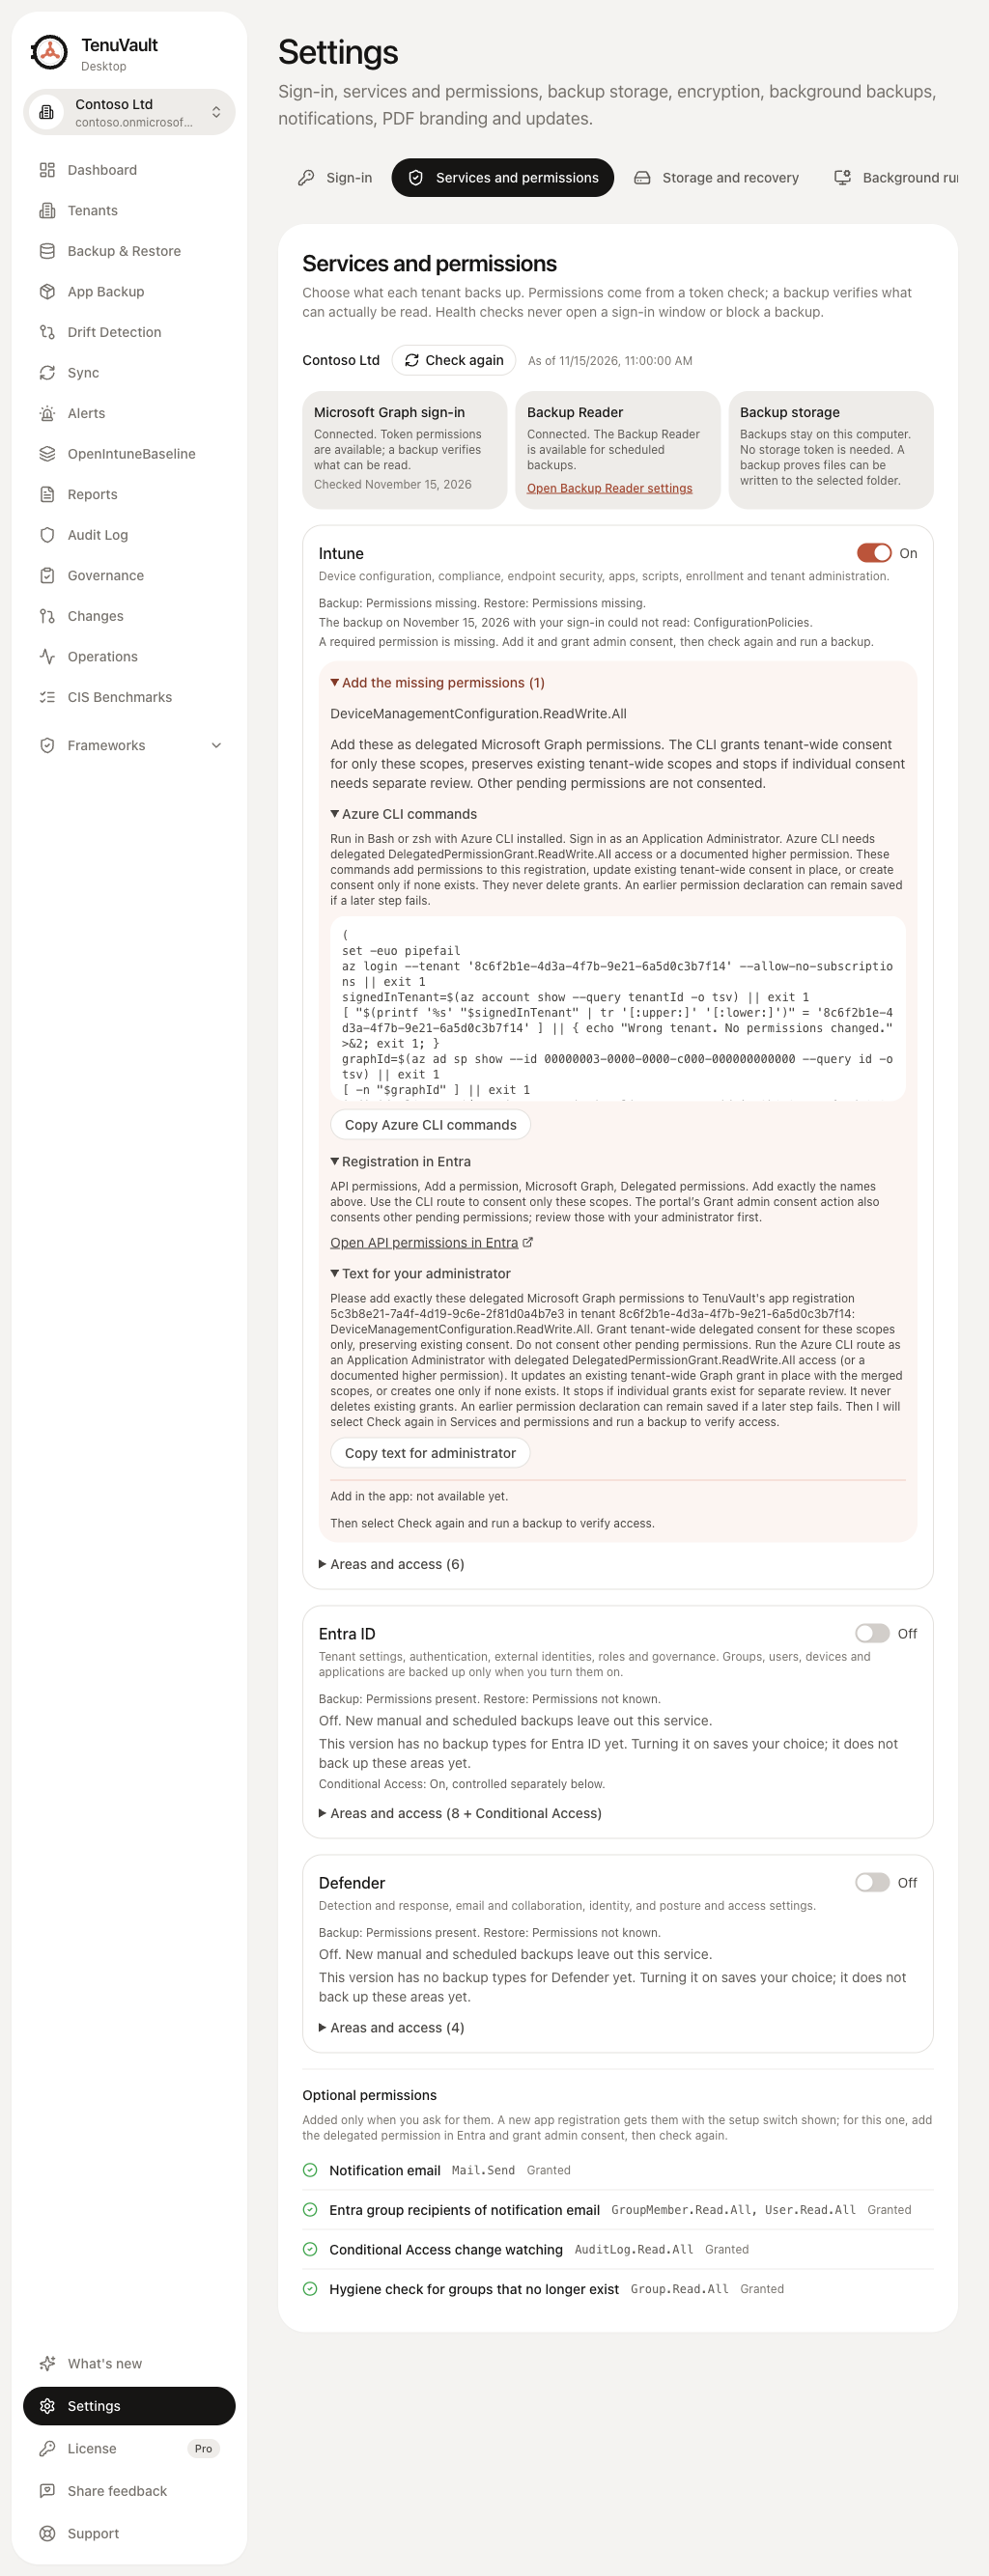 TenuVault
Desktop
Contoso Ltd
contoso.onmicrosof...
Dashboard
Tenants
Backup & Restore
App Backup
Drift Detection
Sync
Alerts
OpenIntuneBaseline
Reports
Audit Log
Governance
Changes
Operations
CIS Benchmarks
Frameworks
What's new
Settings
License
Pro
Share feedback
Support
Settings
Sign-in, services and permissions, backup storage, encryption, background backups,
notifications, PDF branding and updates.
Sign-in
Services and permissions
Storage and recovery
Background ru
Services and permissions
Choose what each tenant backs up. Permissions come from a token check; a backup verifies what
can actually be read. Health checks never open a sign-in window or block a backup.
Contoso Ltd
Check again
As of 11/15/2026, 11:00:00 AM
Microsoft Graph sign-in
Connected. Token permissions
are available; a backup verifies
what can be read.
Checked November 15, 2026
Backup Reader
Connected. The Backup Reader
is available for scheduled
backups.
Open Backup Reader settings
Backup storage
Backups stay on this computer.
No storage token is needed. A
backup proves files can be
written to the selected folder.
Intune
On
Device configuration, compliance, endpoint security, apps, scripts, enrollment and tenant administration.
Backup: Permissions missing. Restore: Permissions missing.
The backup on November 15, 2026 with your sign-in could not read: ConfigurationPolicies.
A required permission is missing. Add it and grant admin consent, then check again and run a backup.
Add the missing permissions (1)
DeviceManagementConfiguration.ReadWrite.All
Add these as delegated Microsoft Graph permissions. The CLI grants tenant-wide consent
for only these scopes, preserves existing tenant-wide scopes and stops if individual consent
needs separate review. Other pending permissions are not consented.
Azure CLI commands
Run in Bash or zsh with Azure CLI installed. Sign in as an Application Administrator. Azure CLI needs
delegated DelegatedPermissionGrant.ReadWrite.All access or a documented higher permission. These
commands add permissions to this registration, update existing tenant-wide consent in place, or create
consent only if none exists. They never delete grants. An earlier permission declaration can remain saved
if a later step fails.
(
set -euo pipefail
az login --tenant '8c6f2b1e-4d3a-4f7b-9e21-6a5d0c3b7f14' --allow-no-subscriptio
ns || exit 1
signedInTenant=$(az account show --query tenantId -o tsv) || exit 1
[ "$(printf '%s' "$signedInTenant" | tr '[:upper:]' '[:lower:]')" = '8c6f2b1e-4
d3a-4f7b-9e21-6a5d0c3b7f14' ] || { echo "Wrong tenant. No permissions changed."
>&2; exit 1; }
graphId=$(az ad sp show --id 00000003-0000-0000-c000-000000000000 --query id -o
tsv) || exit 1
[ -n "$graphId" ] || exit 1
Copy Azure CLI commands
Registration in Entra
API permissions, Add a permission, Microsoft Graph, Delegated permissions. Add exactly the names
above. Use the CLI route to consent only these scopes. The portal's Grant admin consent action also
consents other pending permissions; review those with your administrator first.
Open API permissions in Entra
Text for your administrator
Please add exactly these delegated Microsoft Graph permissions to TenuVault's app registration
5c3b8e21-7a4f-4d19-9c6e-2f81d0a4b7e3 in tenant 8c6f2b1e-4d3a-4f7b-9e21-6a5d0c3b7f14:
DeviceManagementConfiguration.ReadWrite.All. Grant tenant-wide delegated consent for these scopes
only, preserving existing consent. Do not consent other pending permissions. Run the Azure CLI route as
an Application Administrator with delegated DelegatedPermissionGrant.ReadWrite.All access (or a
documented higher permission). It updates an existing tenant-wide Graph grant in place with the merged
scopes, or creates one only if none exists. It stops if individual grants exist for separate review. It never
deletes existing grants. An earlier permission declaration can remain saved if a later step fails. Then I will
select Check again in Services and permissions and run a backup to verify access.
Copy text for administrator
Add in the app: not available yet.
Then select Check again and run a backup to verify access.
Areas and access (6)
Entra ID
Off
Tenant settings, authentication, external identities, roles and governance. Groups, users, devices and
applications are backed up only when you turn them on.
Backup: Permissions present. Restore: Permissions not known.
Off. New manual and scheduled backups leave out this service.
This version has no backup types for Entra ID yet. Turning it on saves your choice; it does not
back up these areas yet.
Conditional Access: On, controlled separately below.
Areas and access (8 + Conditional Access)
Defender
Off
Detection and response, email and collaboration, identity, and posture and access settings.
Backup: Permissions present. Restore: Permissions not known.
Off. New manual and scheduled backups leave out this service.
This version has no backup types for Defender yet. Turning it on saves your choice; it does not
back up these areas yet.
Areas and access (4)
Optional permissions
Added only when you ask for them. A new app registration gets them with the setup switch shown; for this one, add
the delegated permission in Entra and grant admin consent, then check again.
Notification email Mail.Send Granted
Entra group recipients of notification email GroupMember.Read.All, User.Read.All Granted
Conditional Access change watching AuditLog.Read.All Granted
Hygiene check for groups that no longer exist Group.Read.All Granted